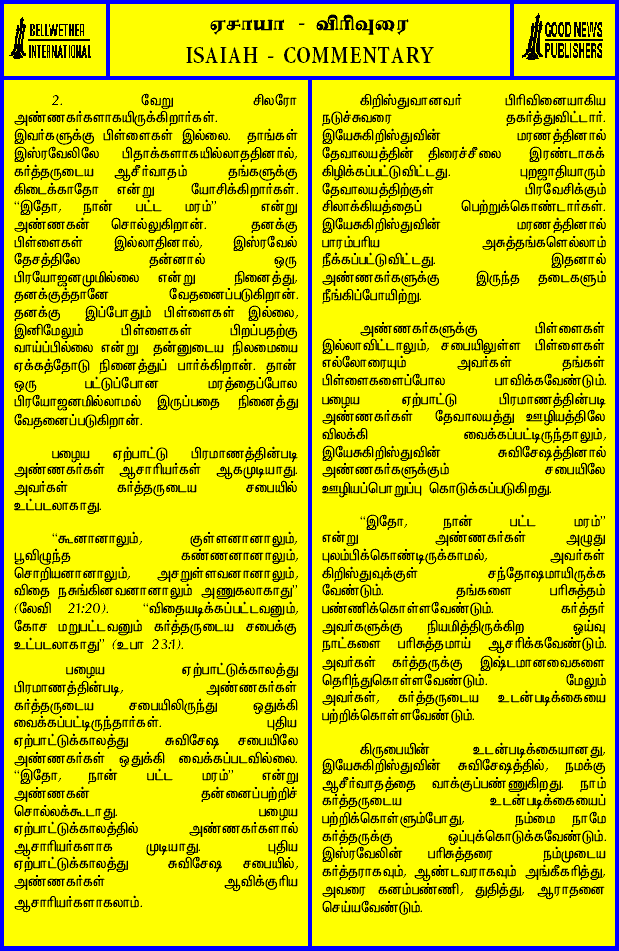 BELLWETHER
INTERNATIONAL
ஏசாயா - விரிவுரை
ISAIAH - COMMENTARY
GOOD NEWS
PUBLISHERS
2. வேறு சிலரோ
அண்ணகர்களாகயிருக்கிறார்கள்.
இவர்களுக்கு பிள்ளைகள் இல்லை. தாங்கள்
இஸ்ரவேலிலே பிதாக்களாகயில்லாததினால்,
கர்த்தருடைய ஆசீர்வாதம் தங்களுக்கு
கிடைக்காதோ என்று யோசிக்கிறார்கள்.
“இதோ, நான் பட்ட மரம்” என்று
அண்ணகன் சொல்லுகிறான். தனக்கு
பிள்ளைகள் இல்லாதினால், இஸ்ரவேல்
தேசத்திலே தன்னால் ஒரு
பிரயோஜனமுமில்லை என்று நினைத்து,
தனக்குத்தானே வேதனைப்படுகிறான்.
தனக்கு இப்போதும் பிள்ளைகள் இல்லை,
இனிமேலும் பிள்ளைகள் பிறப்பதற்கு
வாய்ப்பில்லை என்று தன்னுடைய நிலமையை
ஏக்கத்தோடு நினைத்துப் பார்க்கிறான். தான்
ஒரு பட்டுப்போன மரத்தைப்போல
பிரயோஜனமில்லாமல் இருப்பதை நினைத்து
வேதனைப்படுகிறான்.
பழைய ஏற்பாட்டு பிரமாணத்தின்படி
அண்ணகர்கள் ஆசாரியர்கள் ஆகமுடியாது.
அவர்கள் கர்த்தருடைய சபையில்
உட்படலாகாது.
“கூனானாலும், குள்ளனானாலும்,
பூவிழுந்த கண்ணனானாலும்,
சொறியனானாலும், அசறுள்ளவனானாலும்,
விதை நசுங்கினவனானாலும் அணுகலாகாது”
(லேவி 21:20). “விதையடிக்கப்பட்டவனும்,
கோச மறுபட்டவனும் கர்த்தருடைய சபைக்கு
உட்படலாகாது” (உபா 23:1).
பழைய ஏற்பாட்டுக்காலத்து
பிரமாணத்தின்படி, அண்ணகர்கள்
கர்த்தருடைய சபையிலிருந்து ஒதுக்கி
வைக்கப்பட்டிருந்தார்கள். புதிய
ஏற்பாட்டுக்காலத்து சுவிசேஷ சபையிலே
அண்ணகர்கள் ஒதுக்கி வைக்கப்படவில்லை.
“இதோ, நான் பட்ட மரம்” என்று
அண்ணகன் தன்னைப்பற்றிச்
சொல்லக்கூடாது. பழைய
ஏற்பாட்டுக்காலத்தில் அண்ணகர்களால்
ஆசாரியர்களாக முடியாது. புதிய
ஏற்பாட்டுக்காலத்து சுவிசேஷ சபையில்,
அண்ணகர்கள் ஆவிக்குரிய
ஆசாரியர்களாகலாம்.
கிறிஸ்துவானவர் பிரிவினையாகிய
நடுச்சுவரை தகர்த்துவிட்டார்.
இயேசுகிறிஸ்துவின் மரணத்தினால்
தேவாலயத்தின் திரைச்சீலை இரண்டாகக்
கிழிக்கப்பட்டுவிட்டது. புறஜாதியாரும்
தேவாலயத்திற்குள் பிரவேசிக்கும்
சிலாக்கியத்தைப் பெற்றுக்கொண்டார்கள்.
இயேசுகிறிஸ்துவின் மரணத்தினால்
பாரம்பரிய அசுத்தங்களெல்லாம்
நீக்கப்பட்டுவிட்டது. இதனால்
அண்ணகர்களுக்கு இருந்த தடைகளும்
நீங்கிப்போயிற்று.
அண்ணகர்களுக்கு பிள்ளைகள்
இல்லாவிட்டாலும், சபையிலுள்ள பிள்ளைகள்
எல்லோரையும் அவர்கள் தங்கள்
பிள்ளைகளைப்போல பாவிக்கவேண்டும்.
பழைய ஏற்பாட்டு பிரமாணத்தின்படி
அண்ணகர்கள் தேவாலயத்து ஊழியத்திலே
விலக்கி வைக்கப்பட்டிருந்தாலும்,
இயேசுகிறிஸ்துவின் சுவிசேஷத்தினால்
அண்ணகர்களுக்கும் சபையிலே
ஊழியப்பொறுப்பு கொடுக்கப்படுகிறது.
“இதோ, நான் பட்ட மரம்”
என்று அண்ணகர்கள் அழுது
புலம்பிக்கொண்டிருக்காமல், அவர்கள்
கிறிஸ்துவுக்குள் சந்தோஷமாயிருக்க
வேண்டும். தங்களை பரிசுத்தம்
பண்ணிக்கொள்ளவேண்டும். கர்த்தர்
அவர்களுக்கு நியமித்திருக்கிற ஓய்வு
நாட்களை பரிசுத்தமாய் ஆசரிக்கவேண்டும்.
அவர்கள் கர்த்தருக்கு இஷ்டமானவைகளை
தெரிந்துகொள்ளவேண்டும். மேலும்
அவர்கள், கர்த்தருடைய உடன்படிக்கையை
பற்றிக்கொள்ளவேண்டும்.
கிருபையின் உடன்படிக்கையானது,
இயேசுகிறிஸ்துவின் சுவிசேஷத்தில், நமக்கு
ஆசீர்வாதத்தை வாக்குப்பண்ணுகிறது. நாம்
கர்த்தருடைய உடன்படிக்கையைப்
பற்றிக்கொள்ளும்போது, நம்மை நாமே
கர்த்தருக்கு ஒப்புக்கொடுக்கவேண்டும்.
இஸ்ரவேலின் பரிசுத்தரை நம்முடைய
கர்த்தராகவும், ஆண்டவராகவும் அங்கீகரித்து,
அவரை கனம்பண்ணி, துதித்து, ஆராதனை
செய்யவேண்டும்.